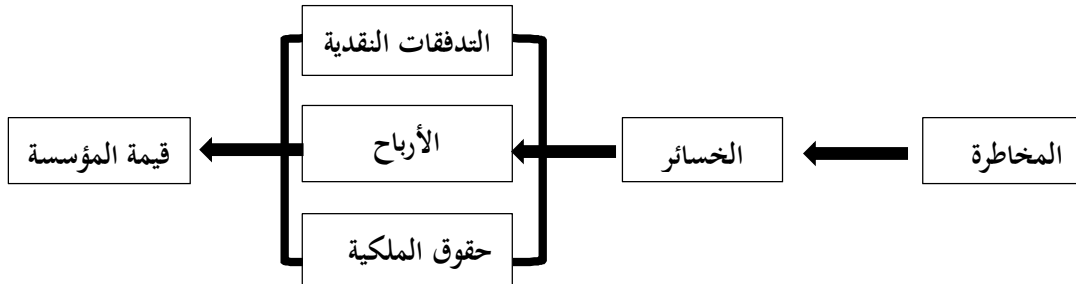 المخاطرة
الخسائر
التدفقات النقدية
الأرباح
حقوق الملكية
قيمة المؤسسة